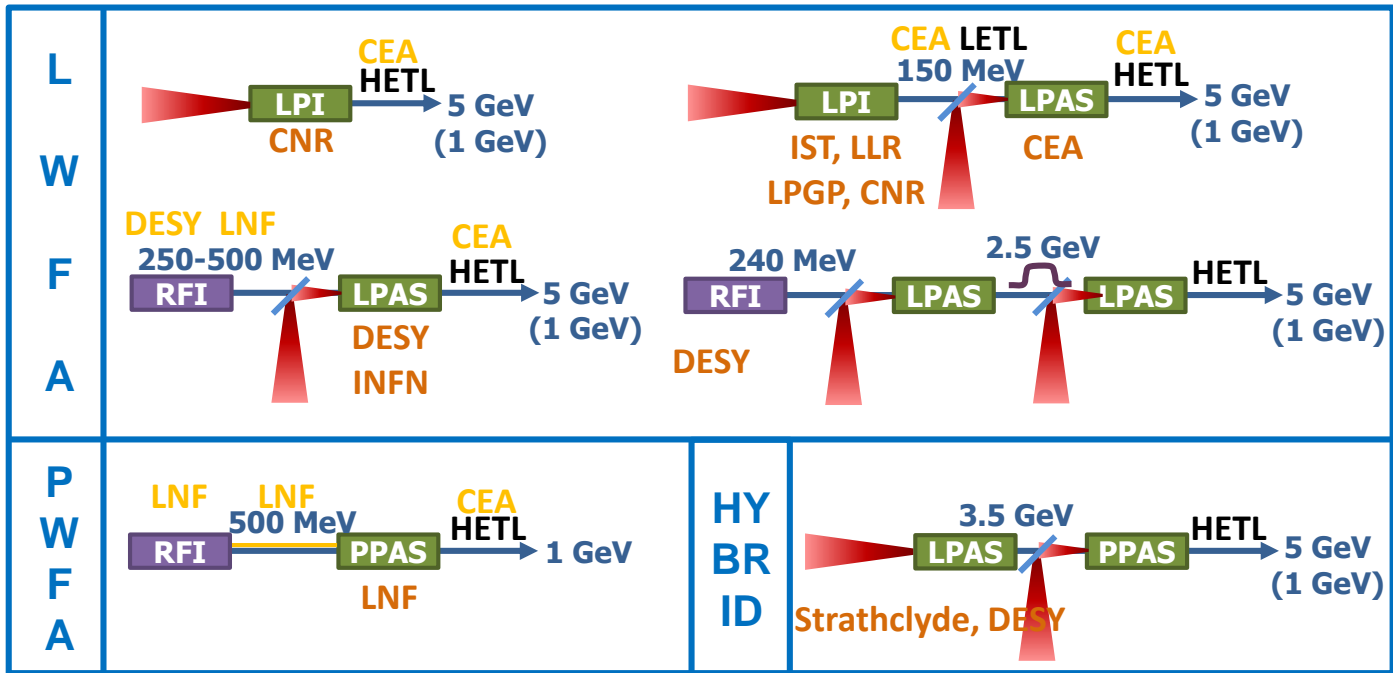 L
W
F
A
CEA
HETL
LPI
5 GeV
(1 GeV)
CNR
CEA LETL
150 MeV
CEA
HETL
LPI
LPAS
5 GeV
(1 GeV)
IST, LLR
LPGP, CNR
CEA
DESY LNF
250-500 MeV
CEA
HETL
RFI
LPAS
5 GeV
(1 GeV)
DESY
INFN
240 MeV
2.5 GeV
HETL
RFI
LPAS
LPAS
5 GeV
(1 GeV)
DESY
P
W
F
A
LNF
LNF
500 MeV
CEA
HETL
RFI
PPAS
1 GeV
LNF
HY
BR
ID
3.5 GeV
HETL
LPAS
PPAS
5 GeV
(1 GeV)
Strathclyde, DESY